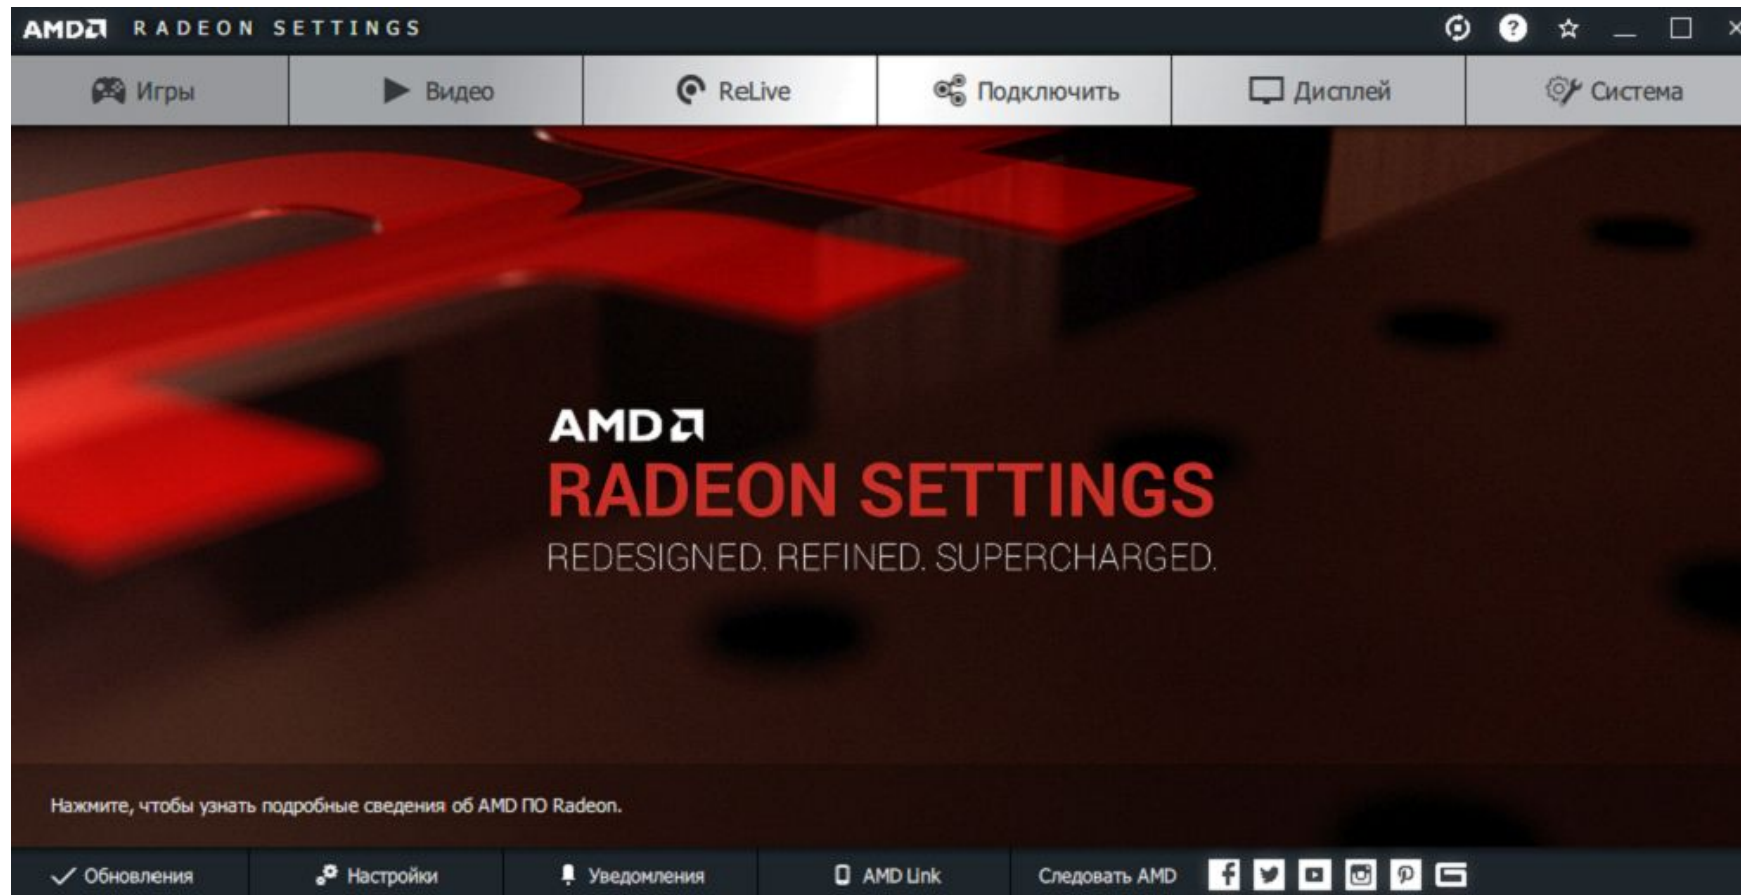 AMD RADEON SETTINGS
Игры Видео ReLive Подключить Дисплей Система
AMD
RADEON SETTINGS
REDESIGNED. REFINED. SUPERCHARGED.
Нажмите, чтобы узнать подробные сведения об AMD ПО Radeon.
Обновления Настройки Уведомления AMD Link Следовать AMD